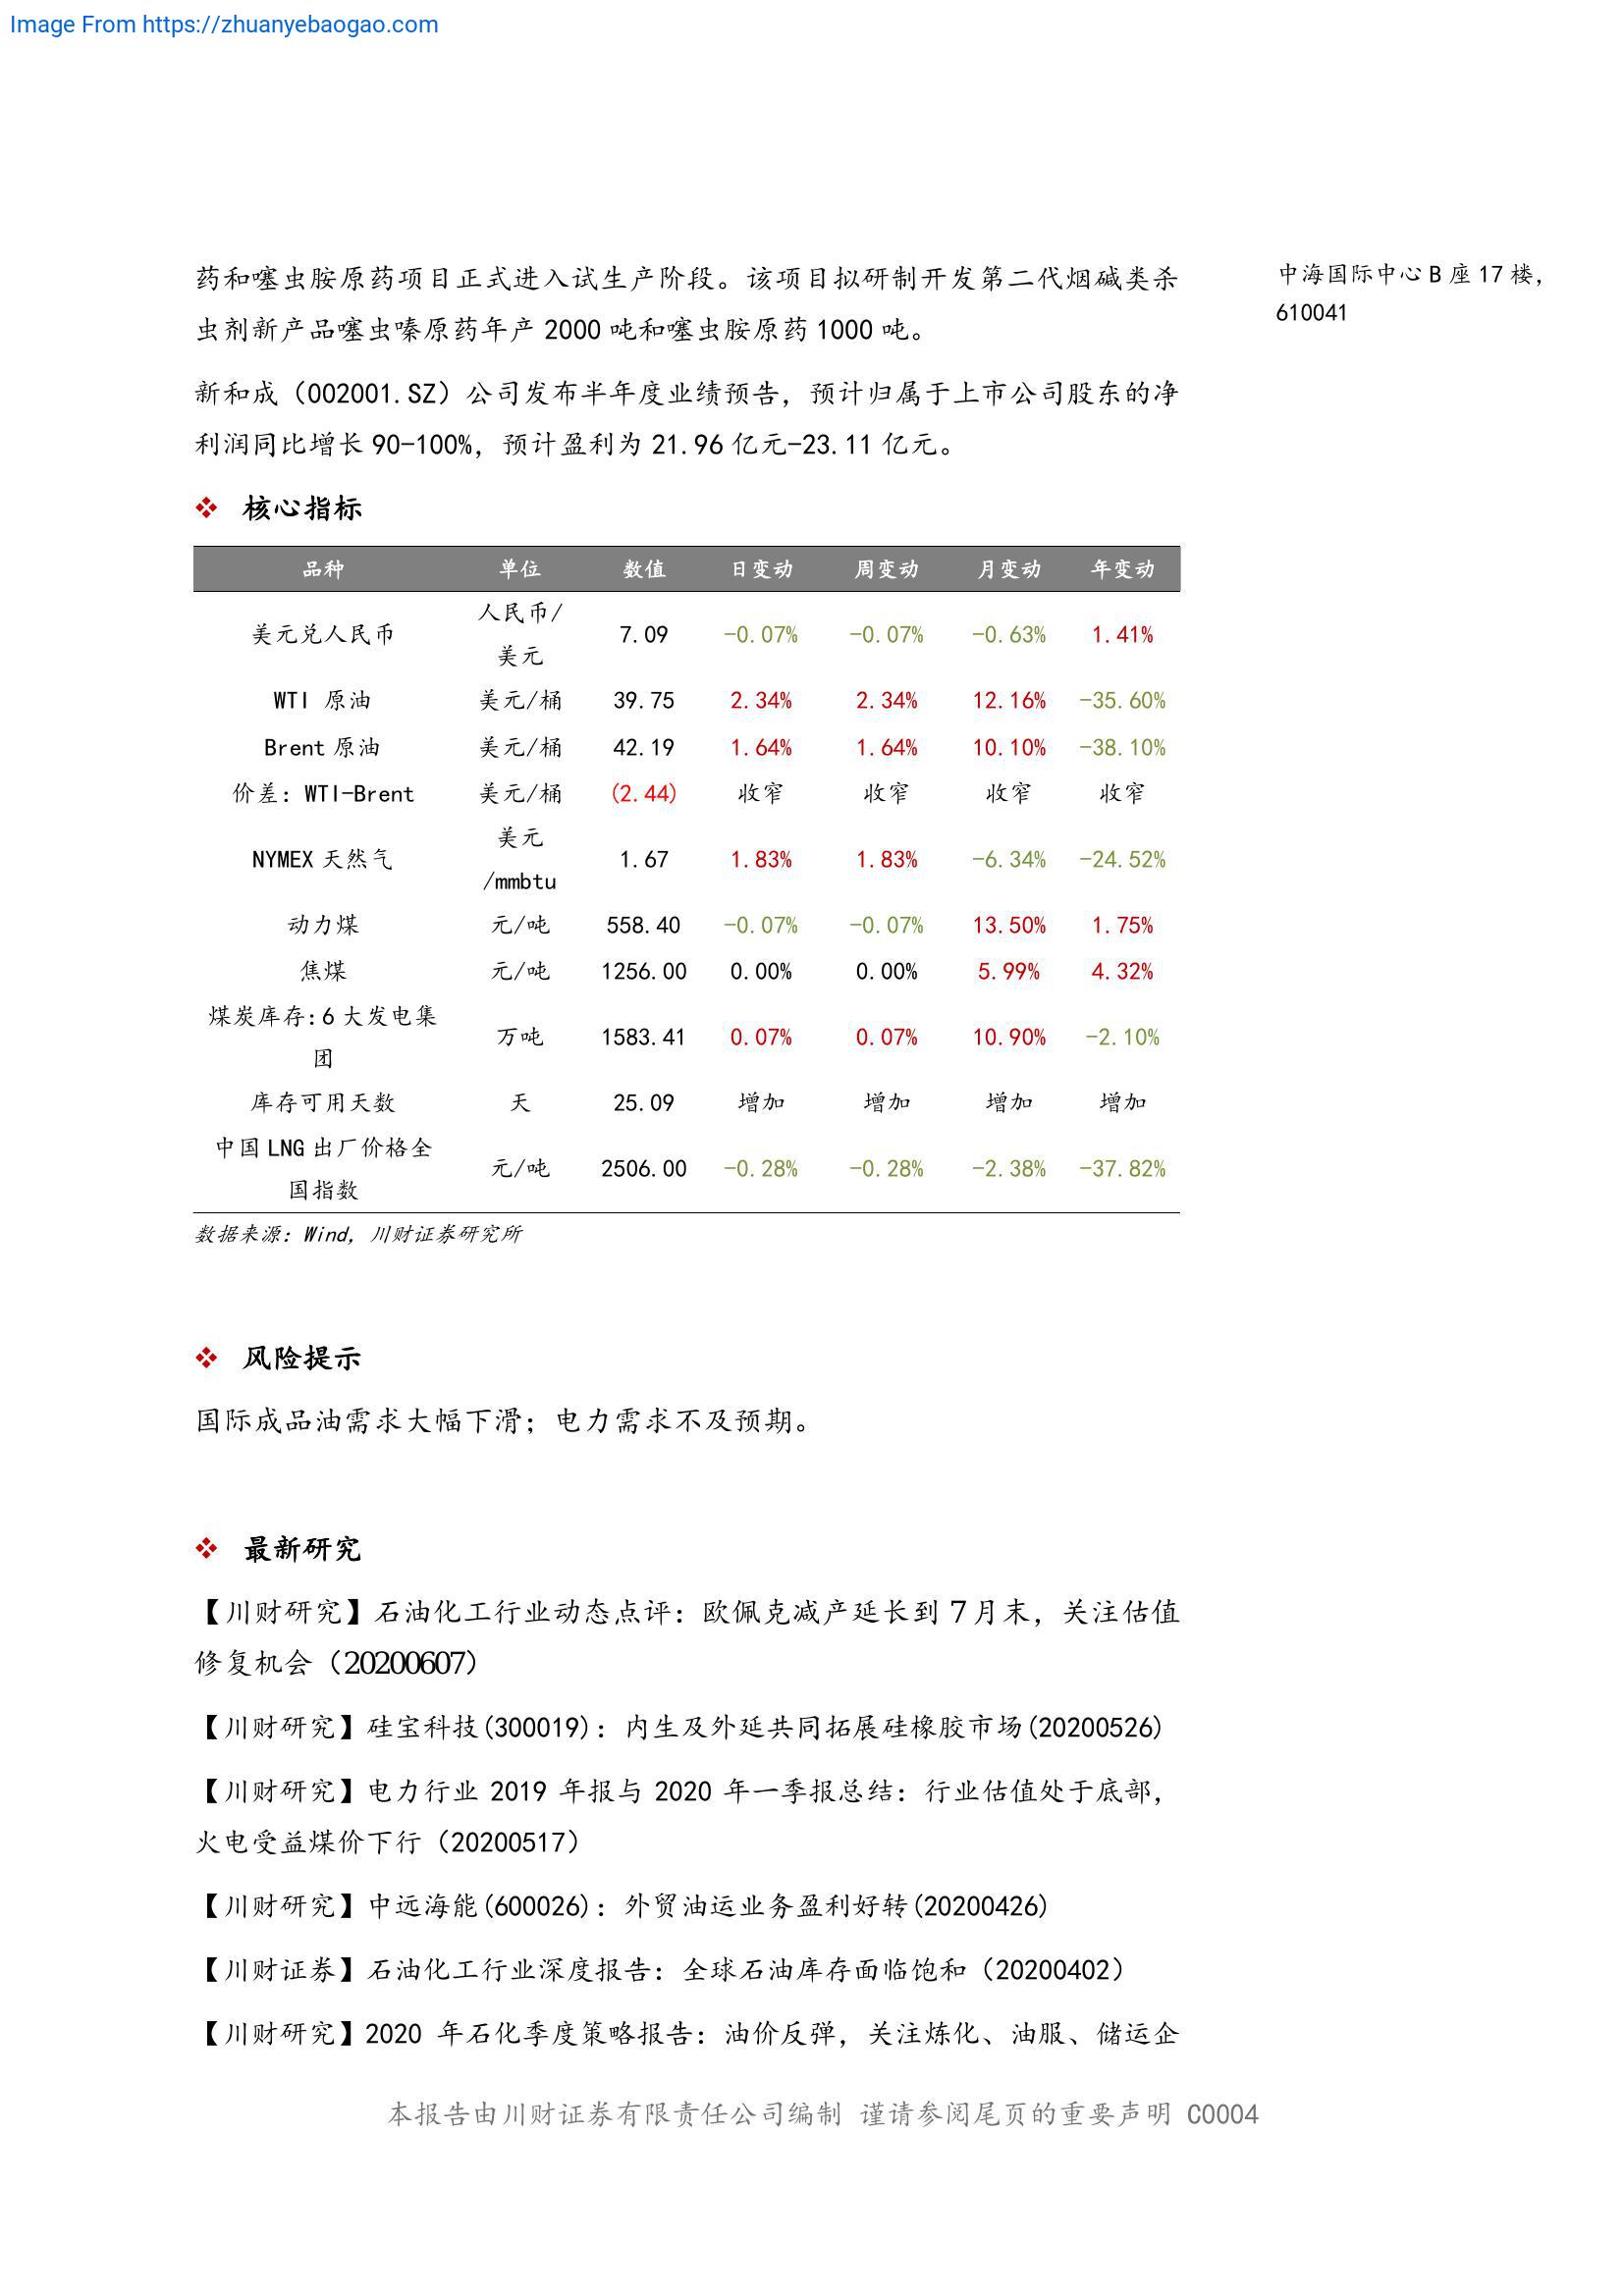 Image From https://zhuanyebaogao.com
药和噻虫胺原药项目正式进入试生产阶段。该项目拟研制开发第二代烟碱类杀
虫剂新产品噻虫嗪原药年产 2000 吨和噻虫胺原药 1000 吨。
新和成（002001.SZ）公司发布半年度业绩预告，预计归属于上市公司股东的净
利润同比增长 90-100%，预计盈利为 21.96 亿元-23.11 亿元。
中海国际中心 B 座 17 楼，
610041
❖ 核心指标
品种 单位 数值 日变动 周变动 月变动 年变动
美元兑人民币 人民币/
美元 7.09 -0.07% -0.07% -0.63% 1.41%
WTI 原油 美元/桶 39.75 2.34% 2.34% 12.16% -35.60%
Brent 原油 美元/桶 42.19 1.64% 1.64% 10.10% -38.10%
价差：WTI-Brent 美元/桶 (2.44) 收窄 收窄 收窄 收窄
NYMEX 天然气 美元
/mmbtu 1.67 1.83% 1.83% -6.34% -24.52%
动力煤 元/吨 558.40 -0.07% -0.07% 13.50% 1.75%
焦煤 元/吨 1256.00 0.00% 0.00% 5.99% 4.32%
煤炭库存:6 大发电集
团 万吨 1583.41 0.07% 0.07% 10.90% -2.10%
库存可用天数 天 25.09 增加 增加 增加 增加
中国 LNG 出厂价格全
国指数 元/吨 2506.00 -0.28% -0.28% -2.38% -37.82%
数据来源：Wind，川财证券研究所
❖ 风险提示
国际成品油需求大幅下滑；电力需求不及预期。
❖ 最新研究
【川财研究】石油化工行业动态点评：欧佩克减产延长到 7 月末，关注估值
修复机会（20200607）
【川财研究】硅宝科技(300019)：内生及外延共同拓展硅橡胶市场(20200526)
【川财研究】电力行业 2019 年报与 2020 年一季报总结：行业估值处于底部，
火电受益煤价下行（20200517）
【川财研究】中远海能(600026)：外贸油运业务盈利好转(20200426)
【川财证券】石油化工行业深度报告：全球石油库存面临饱和（20200402）
【川财研究】2020 年石化季度策略报告：油价反弹，关注炼化、油服、储运企
本报告由川财证券有限责任公司编制 谨请参阅尾页的重要声明 C0004